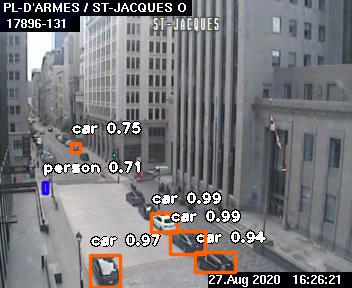 PL-D'ARMES / ST-JACQUES O
17896-131
ST-JACQUES
car 0.75
person 0.71
car 0.99
car 0.99
car 0.97
car 0.94
27.Aug 2020 16:26:21